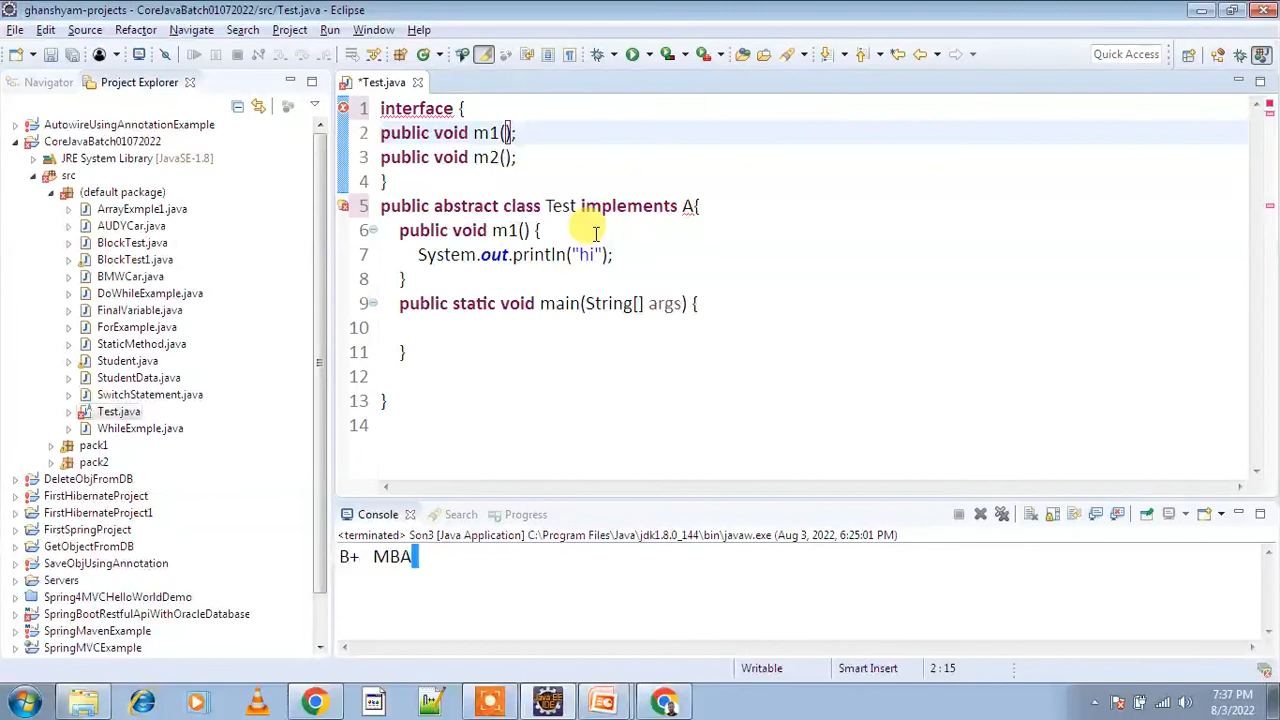 ghanshyam-projects - CoreJavaBatch01072022/src/Test.java - Eclipse
File Edit Source Refactor Navigate Search Project Run Window Help
Quick Access
Navigator Project Explorer
*Test.java
AutowireUsingAnnotationExample
CoreJavaBatch01072022
JRE System Library [JavaSE-1.8]
src
(default package)
ArrayExmple1.java
AUDYCar.java
BlockTest.java
BlockTest1.java
BMWCar.java
DoWhileExample.java
FinalVariable.java
ForExample.java
StaticMethod.java
Student.java
StudentData.java
SwitchStatement.java
Test.java
WhileExmple.java
pack1
pack2
DeleteObjFromDB
FirstHibernateProject
FirstHibernateProject1
FirstSpringProject
GetObjectFromDB
SaveObjUsingAnnotation
Servers
Spring4MVCHelloWorldDemo
SpringBootRestfulApiWithOracleDatabase
SpringMavenExample
SpringMVCExample
1 interface {
2 public void m1();
3 public void m2();
4 }
5 public abstract class Test implements A{
6 public void m1() {
7 System.out.println("hi");
8 }
9 public static void main(String[] args) {
10
11 }
12
13 }
14
Console Search Progress
<terminated> Son3 [Java Application] C:\Program Files\Java\jdk1.8.0_144\bin\javaw.exe (Aug 3, 2022, 6:25:01 PM)
B+ MBA
Writable Smart Insert 2 : 15
7:37 PM
8/3/2022